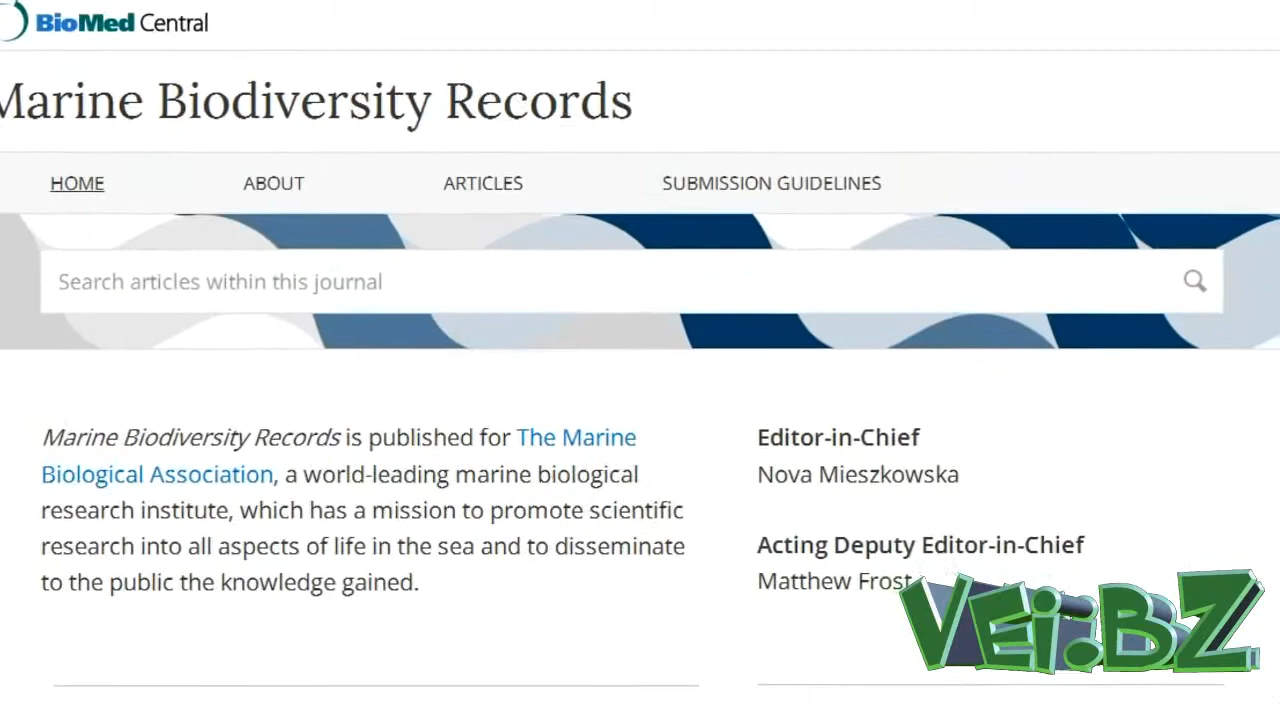 BioMed Central
Marine Biodiversity Records
HOME ABOUT ARTICLES SUBMISSION GUIDELINES
Search articles within this journal
Marine Biodiversity Records is published for The Marine
Biological Association, a world-leading marine biological
research institute, which has a mission to promote scientific
research into all aspects of life in the sea and to disseminate
to the public the knowledge gained.
Editor-in-Chief
Nova Mieszkowska
Acting Deputy Editor-in-Chief
Matthew Frost
VEi.BZ.